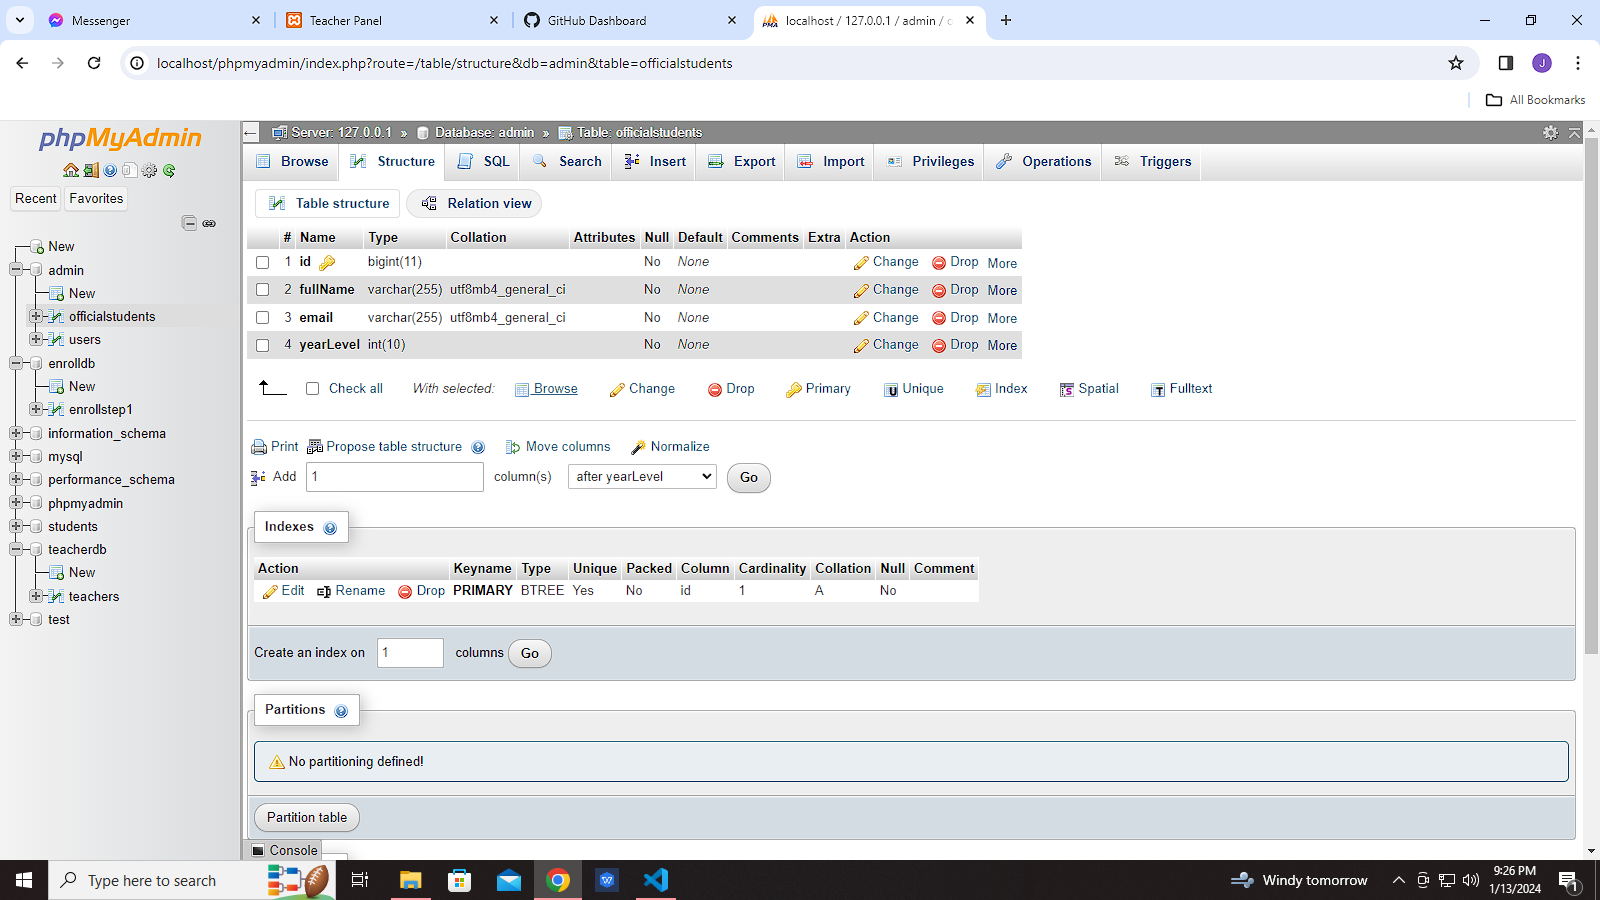 Messenger
Teacher Panel
GitHub Dashboard
PMA localhost / 127.0.0.1 / admin / o
localhost/phpmyadmin/index.php?route=/table/structure&db=admin&table=officialstudents
J
All Bookmarks
phpMyAdmin
Recent Favorites
New
admin
New
officialstudents
users
enrolldb
New
enrollstep1
information_schema
mysql
performance_schema
phpmyadmin
students
teacherdb
New
teachers
test
Server: 127.0.0.1 » Database: admin » Table: officialstudents
Browse Structure SQL Search Insert Export Import Privileges Operations Triggers
Table structure Relation view
# Name Type Collation Attributes Null Default Comments Extra Action
1 id bigint(11) No None Change Drop More
2 fullName varchar(255) utf8mb4_general_ci No None Change Drop More
3 email varchar(255) utf8mb4_general_ci No None Change Drop More
4 yearLevel int(10) No None Change Drop More
Check all With selected: Browse Change Drop Primary Unique Index Spatial Fulltext
Print Propose table structure Move columns Normalize
Add 1 column(s) after yearLevel Go
Indexes
Action Keyname Type Unique Packed Column Cardinality Collation Null Comment
Edit Rename Drop PRIMARY BTREE Yes No id 1 A No
Create an index on 1 columns Go
Partitions
No partitioning defined!
Partition table
Console
Type here to search
Windy tomorrow
9:26 PM
1/13/2024
1